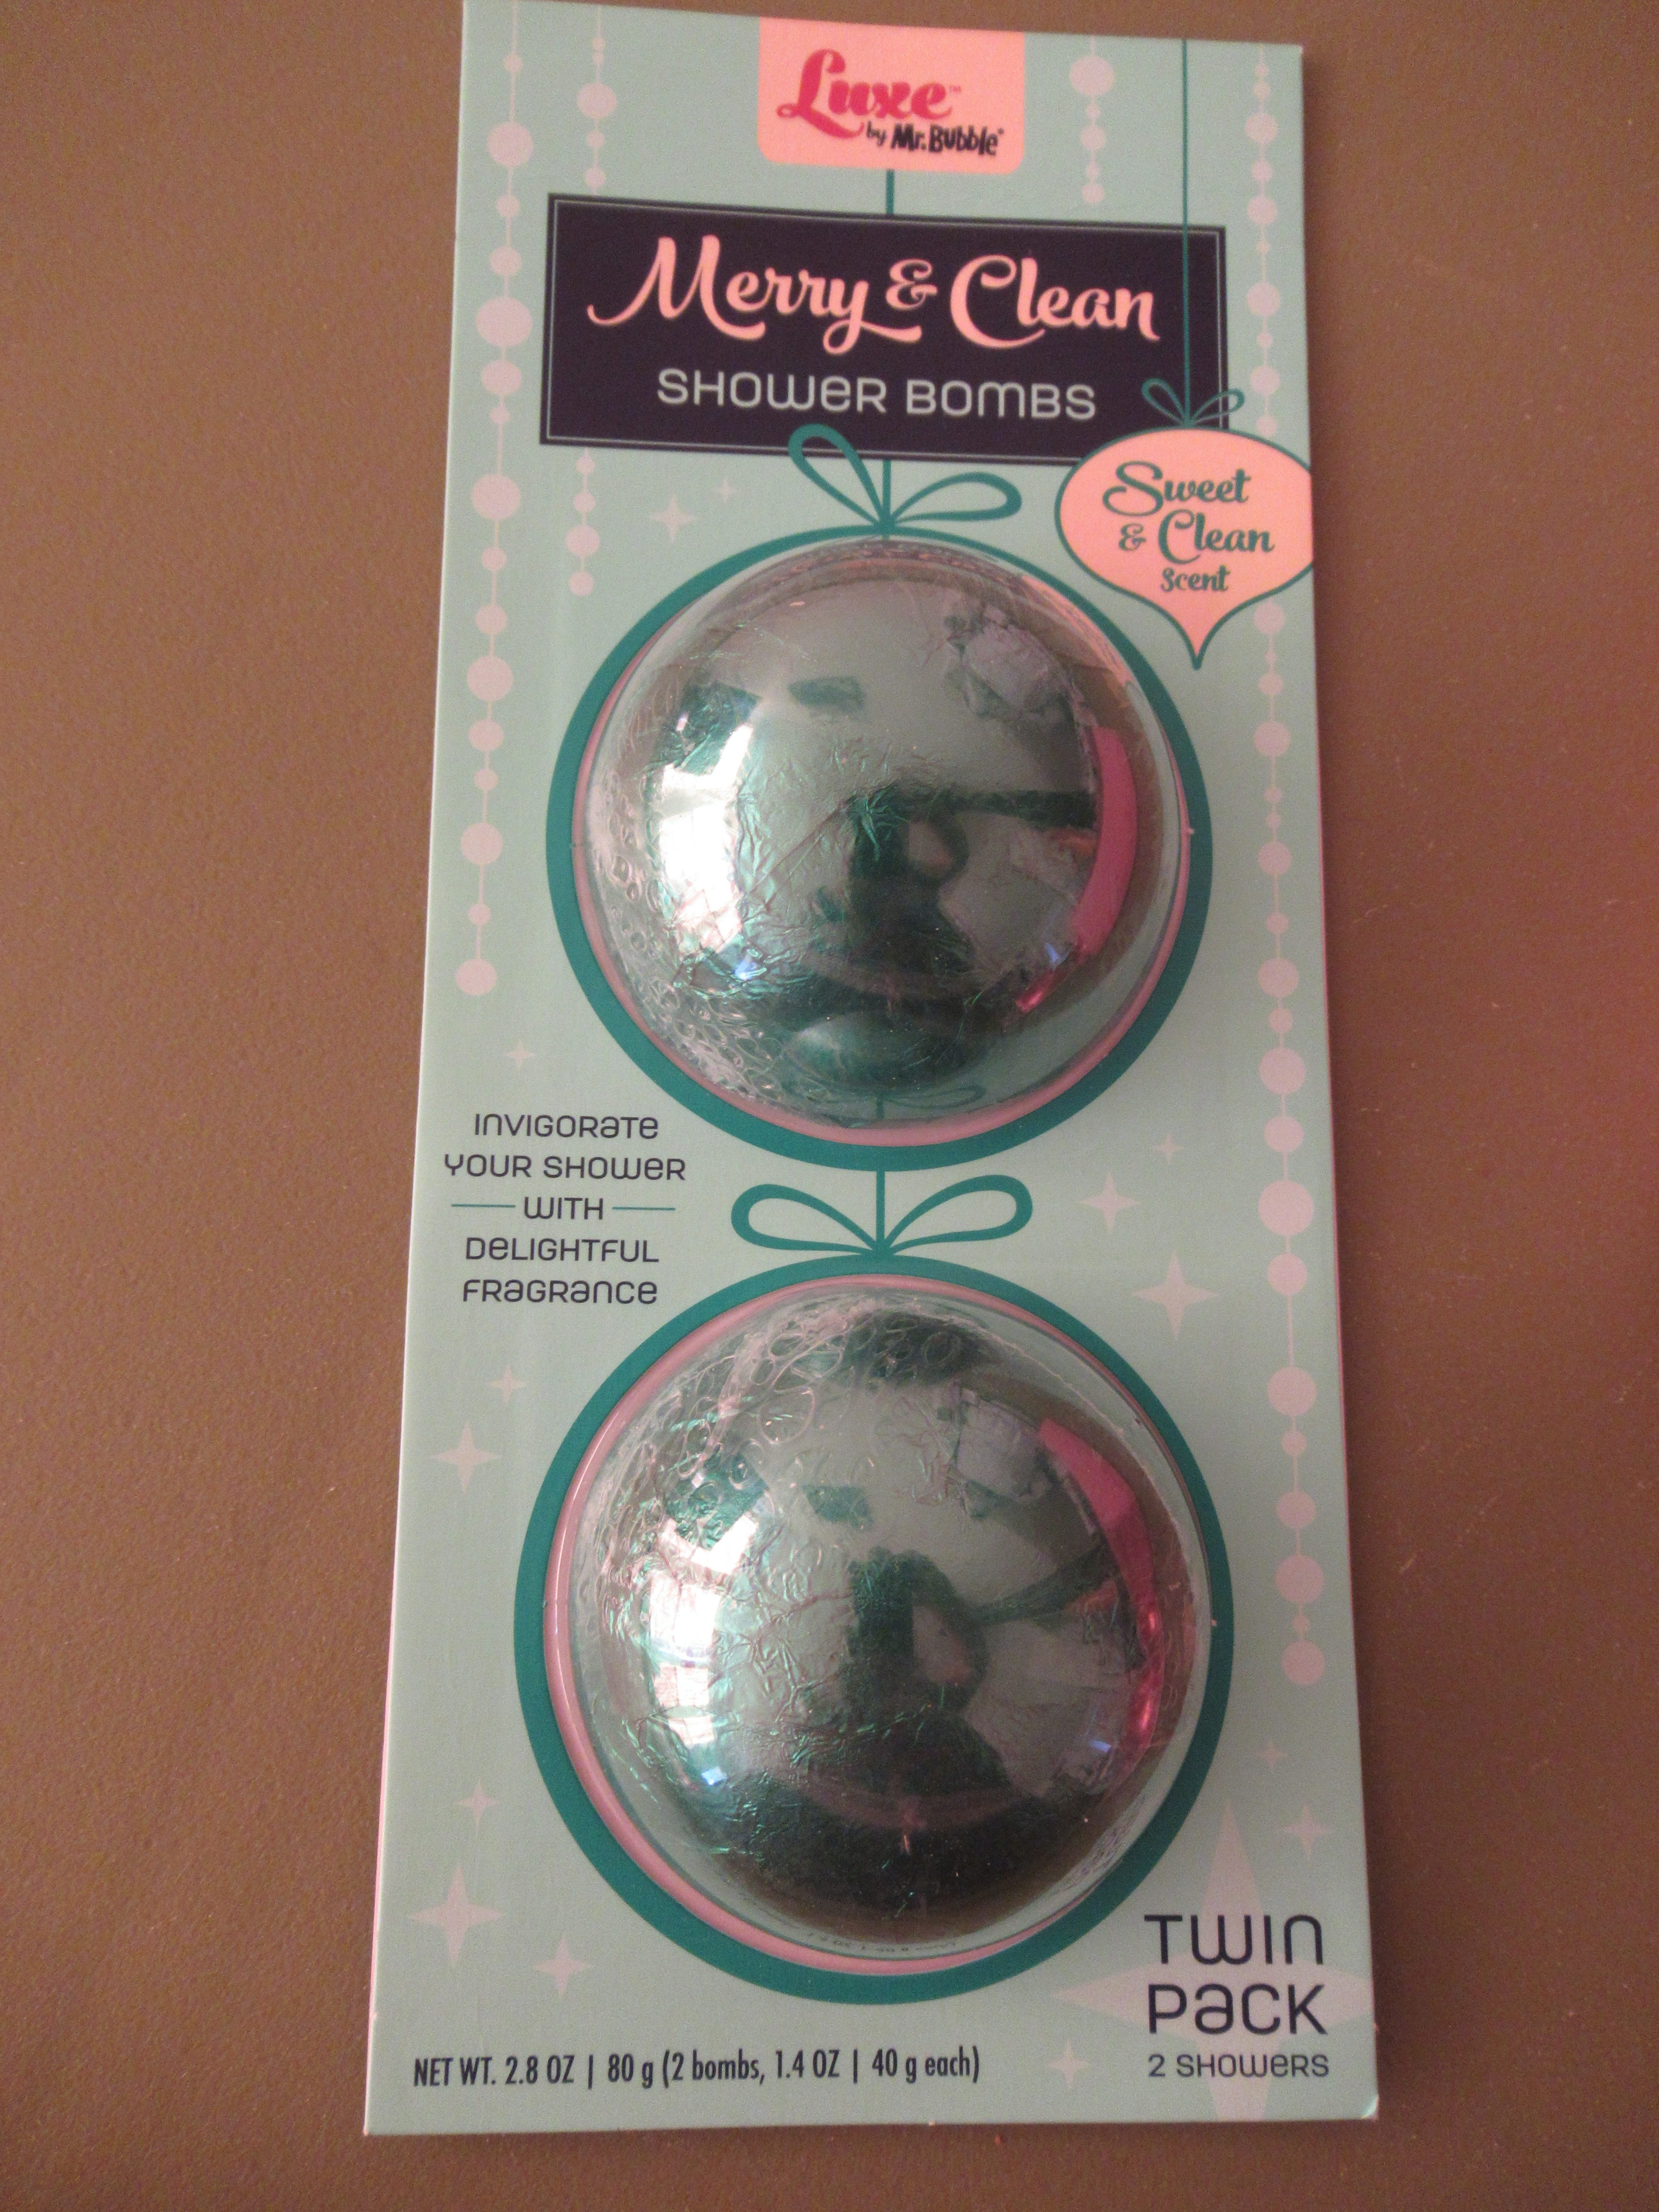 Luxe™
by Mr. Bubble®
Merry & Clean
SHOWER BOMBS
Sweet
& Clean
Scent
INVIGORATE
YOUR SHOWER
WITH
DELIGHTFUL
FRAGRANCE
TWIN
PACK
2 SHOWERS
NET WT. 2.8 OZ | 80 g (2 bombs, 1.4 OZ | 40 g each)